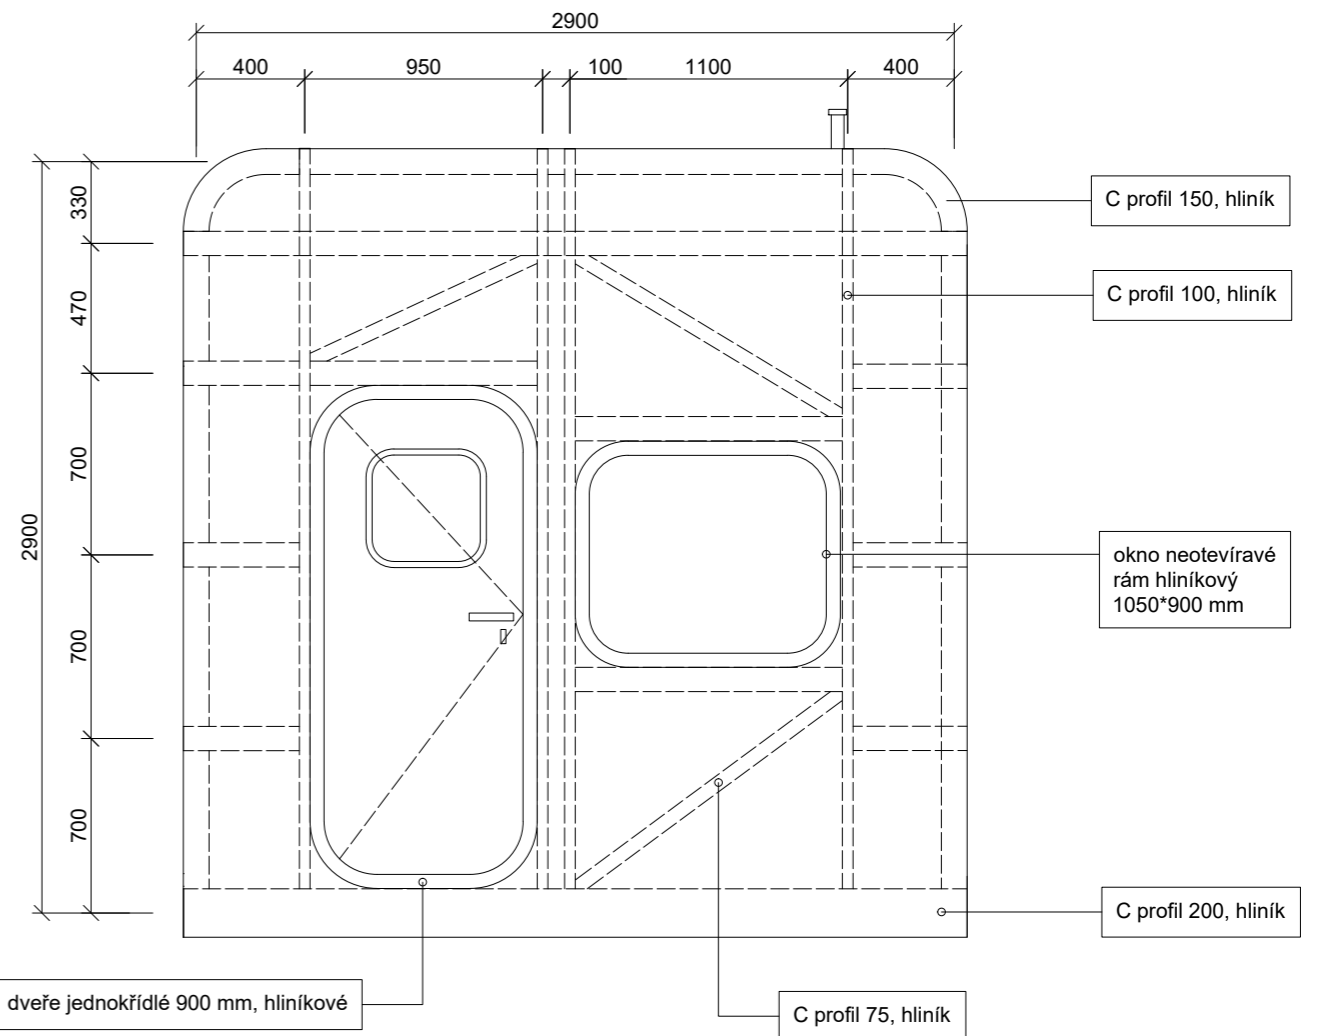 2900
400
950
100
1100
400
330
470
700
700
700
2900
C profil 150, hliník
C profil 100, hliník
okno neotevíravé
rám hliníkový
1050*900 mm
C profil 200, hliník
dveře jednokřídlé 900 mm, hliníkové
C profil 75, hliník